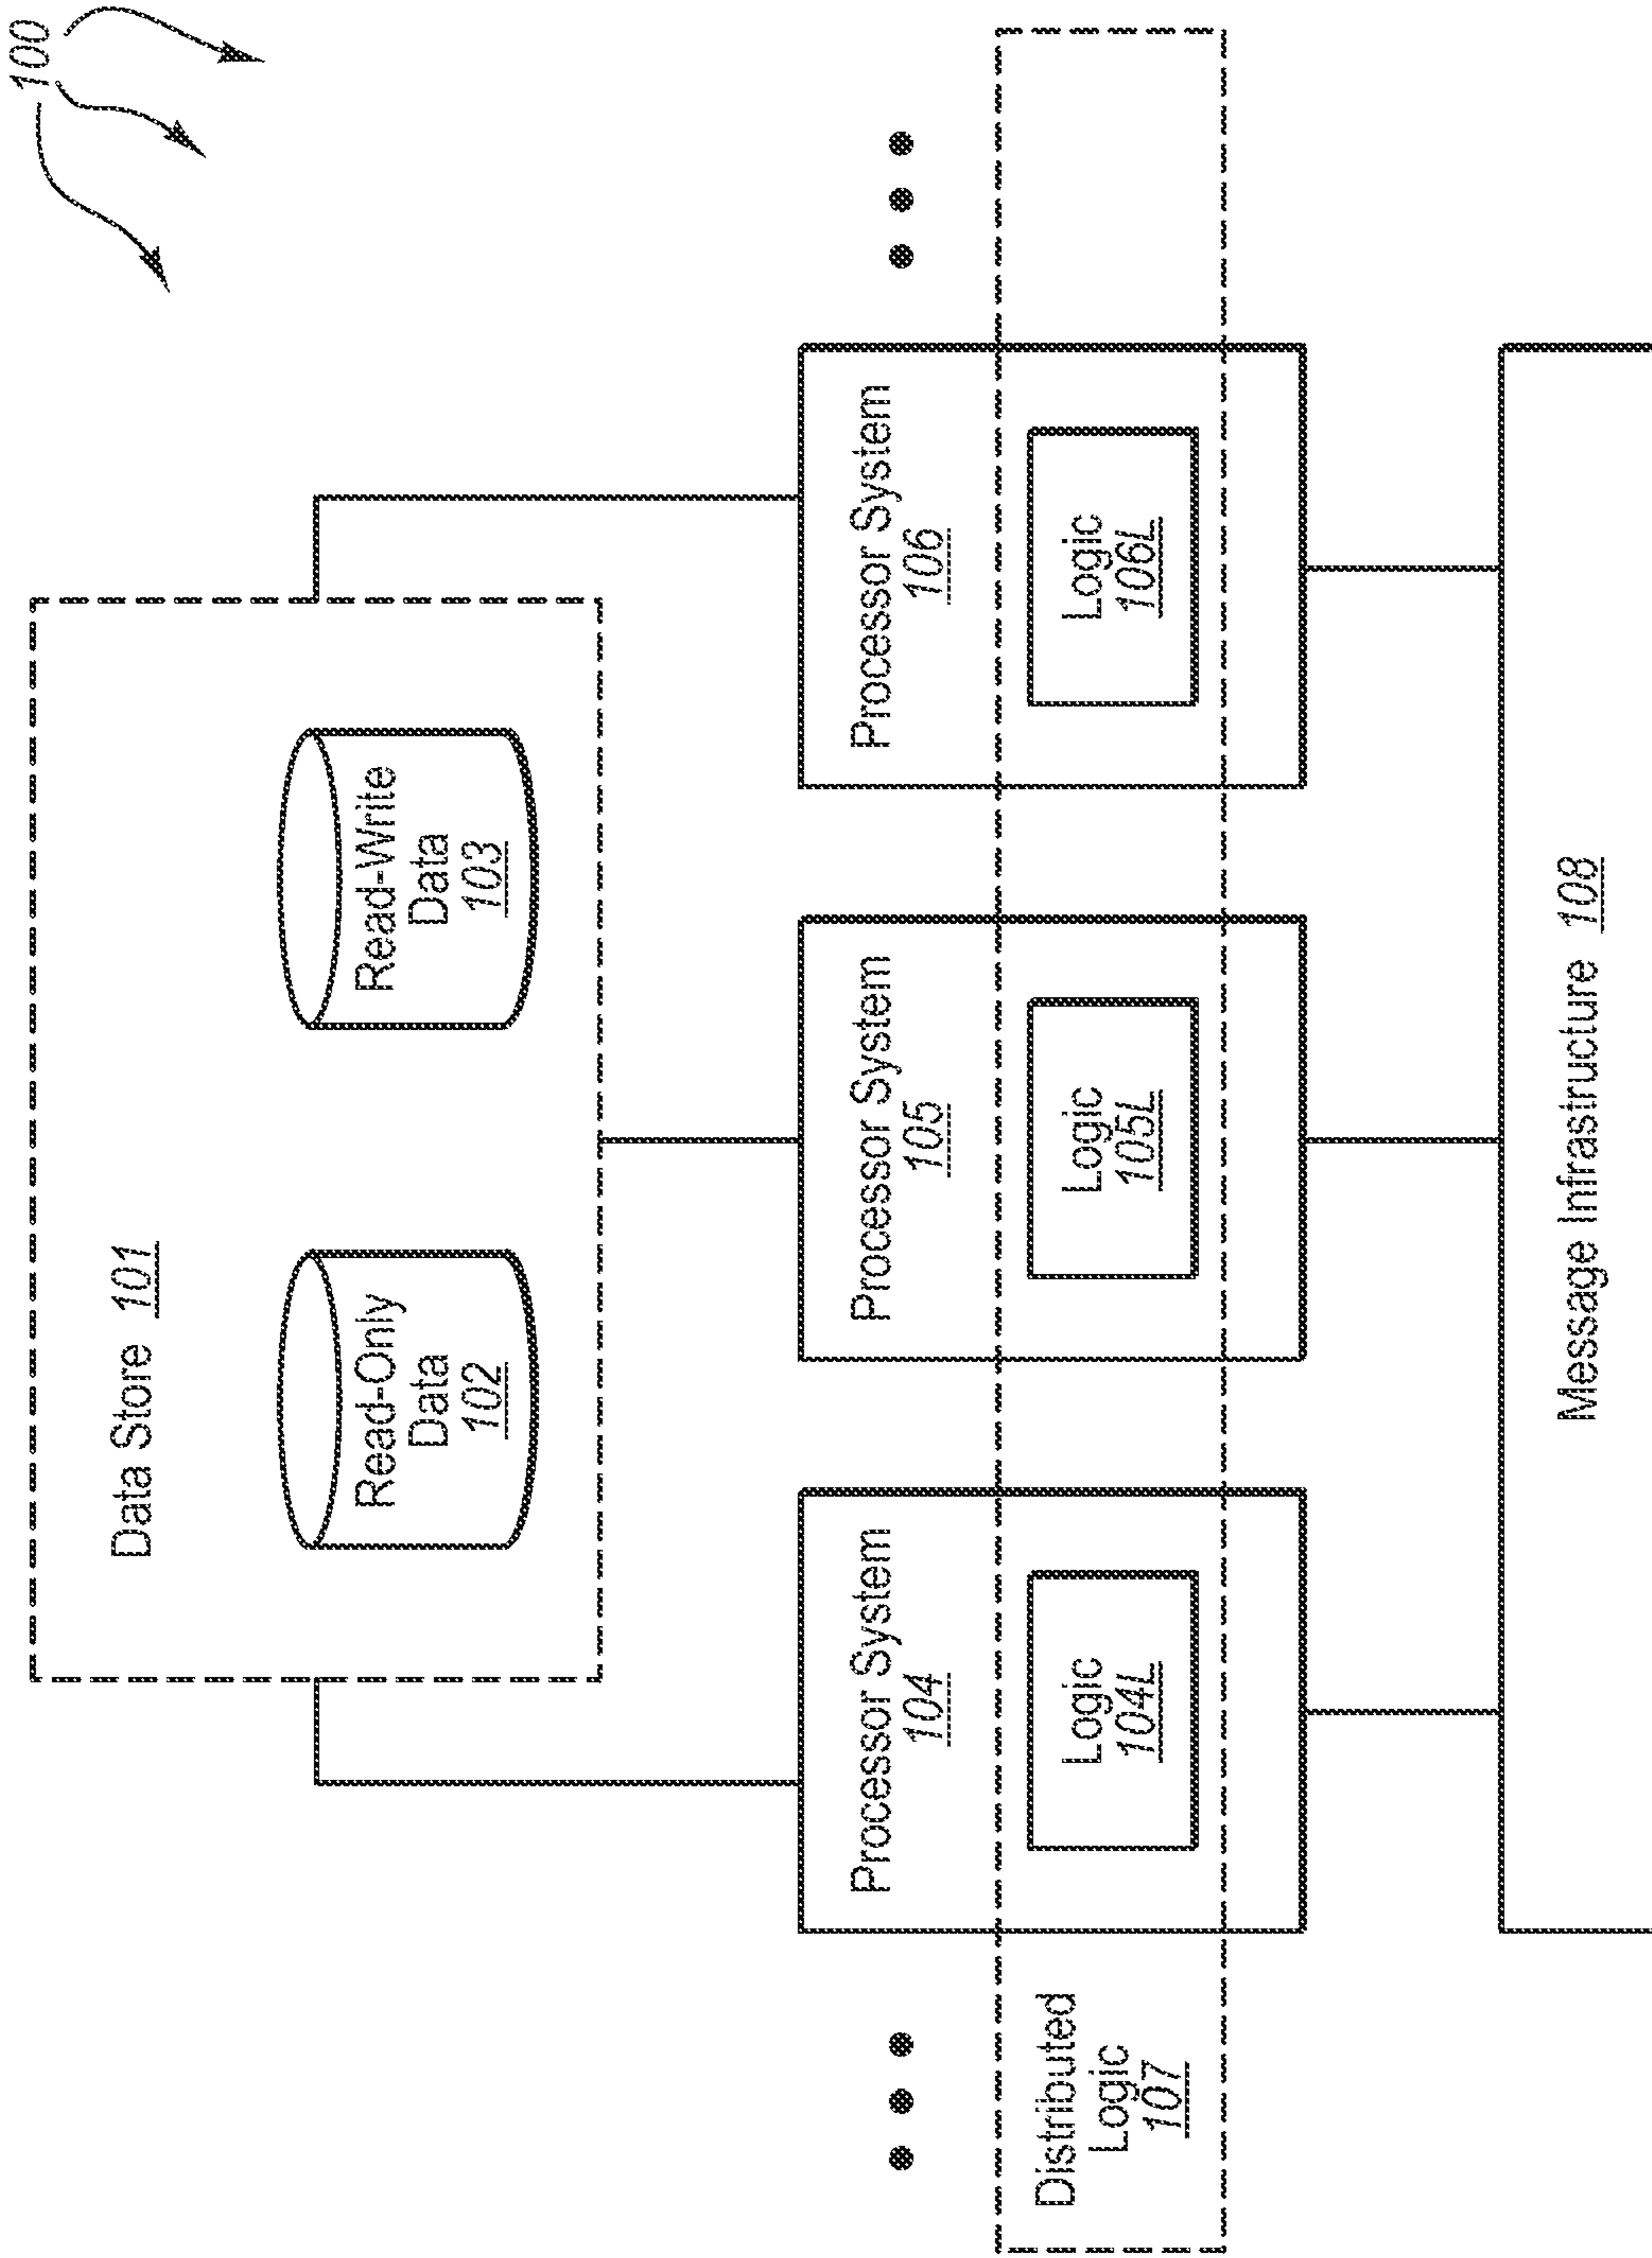 100
Data Store 101
Read-Only
Data
102
Read-Write
Data
103
Processor System
104
Processor System
105
Processor System
106
Distributed
Logic
107
Logic
104L
Logic
105L
Logic
106L
Message Infrastructure 108